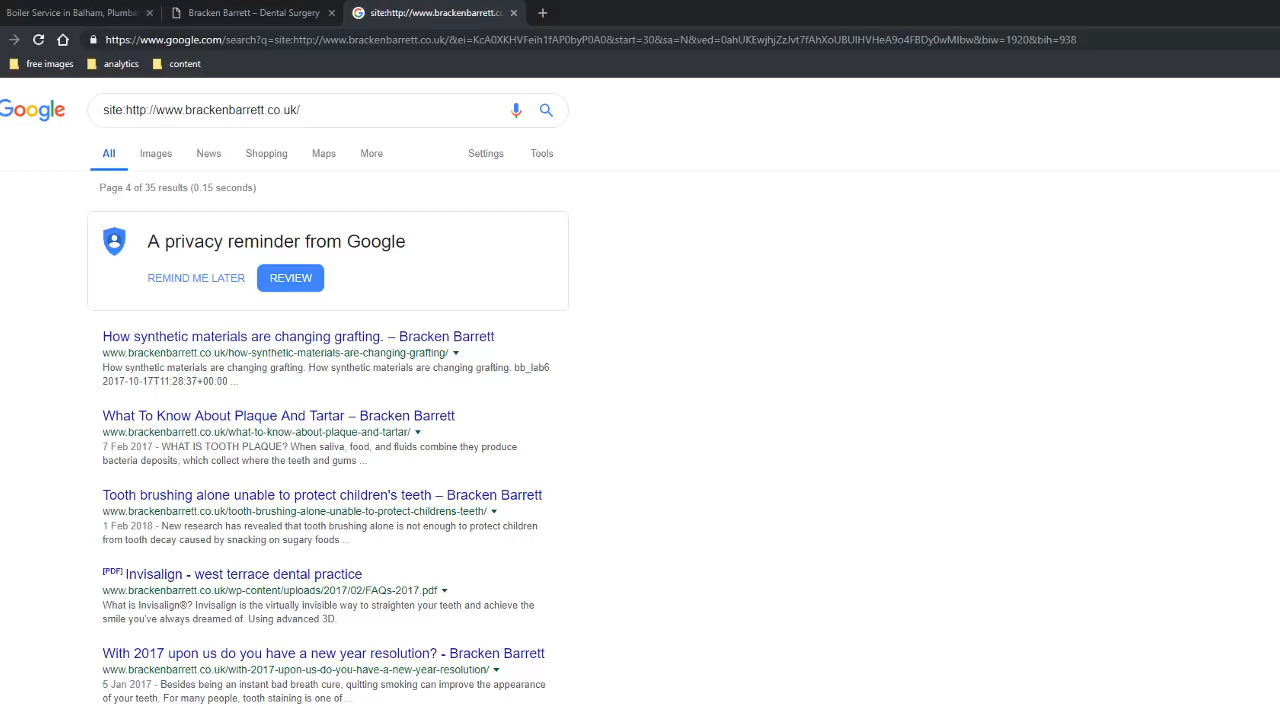 Boiler Service in Balham, Plumbe
Bracken Barrett – Dental Surgery
site:http://www.brackenbarrett.cc
https://www.google.com/search?q=site:http://www.brackenbarrett.co.uk/&ei=KcA0XKHVFeih1fAP0byP0A0&start=30&sa=N&ved=0ahUKEwjhjZzJvt7fAhXoUBUIHVHeA9o4FBDy0wMIbw&biw=1920&bih=938
free images
analytics
content
Google
site:http://www.brackenbarrett.co.uk/
All
Images
News
Shopping
Maps
More
Settings
Tools
Page 4 of 35 results (0.15 seconds)
A privacy reminder from Google
REMIND ME LATER
REVIEW
How synthetic materials are changing grafting. – Bracken Barrett
www.brackenbarrett.co.uk/how-synthetic-materials-are-changing-grafting/
How synthetic materials are changing grafting. How synthetic materials are changing grafting. bb_lab6
2017-10-17T11:28:37+00:00 ...
What To Know About Plaque And Tartar – Bracken Barrett
www.brackenbarrett.co.uk/what-to-know-about-plaque-and-tartar/
7 Feb 2017 - WHAT IS TOOTH PLAQUE? When saliva, food, and fluids combine they produce
bacteria deposits, which collect where the teeth and gums ...
Tooth brushing alone unable to protect children's teeth – Bracken Barrett
www.brackenbarrett.co.uk/tooth-brushing-alone-unable-to-protect-childrens-teeth/
1 Feb 2018 - New research has revealed that tooth brushing alone is not enough to protect children
from tooth decay caused by snacking on sugary foods ...
[PDF] Invisalign - west terrace dental practice
www.brackenbarrett.co.uk/wp-content/uploads/2017/02/FAQs-2017.pdf
What is Invisalign®? Invisalign is the virtually invisible way to straighten your teeth and achieve the
smile you've always dreamed of. Using advanced 3D.
With 2017 upon us do you have a new year resolution? - Bracken Barrett
www.brackenbarrett.co.uk/with-2017-upon-us-do-you-have-a-new-year-resolution/
5 Jan 2017 - Besides being an instant bad breath cure, quitting smoking can improve the appearance
of your teeth. For many people, tooth staining is one of ...